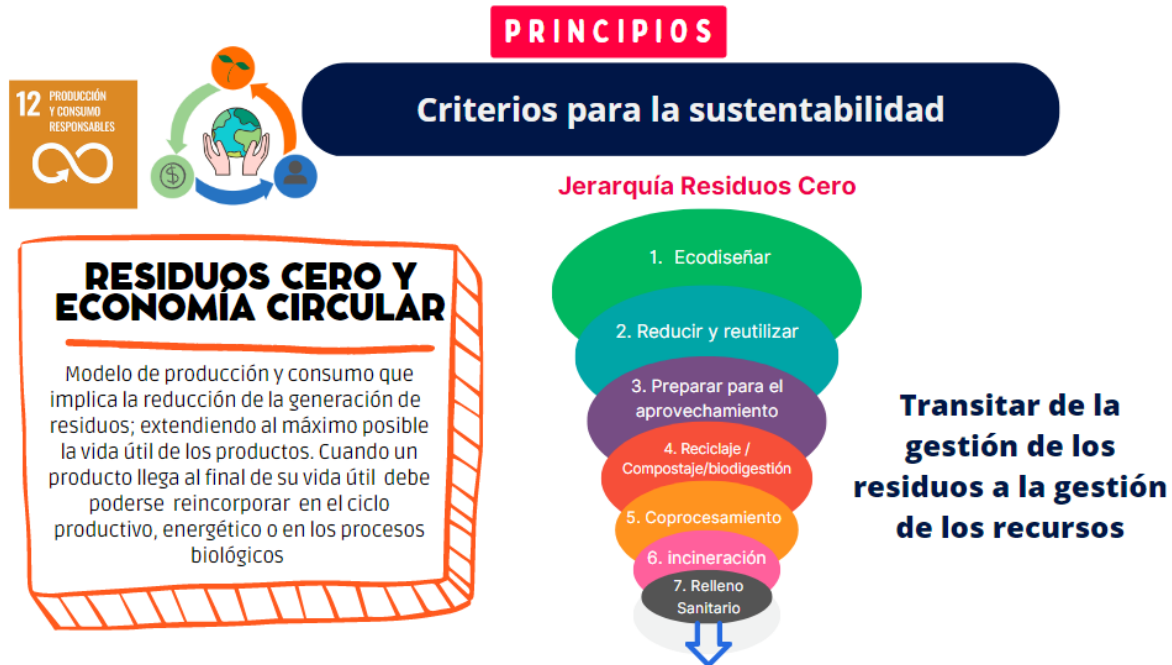 PRINCIPIOS
12 PRODUCCIÓN
Y CONSUMO
RESPONSABLES
$
Criterios para la sustentabilidad
Jerarquía Residuos Cero
RESIDUOS CERO Y
ECONOMÍA CIRCULAR
Modelo de producción y consumo que
implica la reducción de la generación de
residuos; extendiendo al máximo posible
la vida útil de los productos. Cuando un
producto llega al final de su vida útil debe
poderse reincorporar en el ciclo
productivo, energético o en los procesos
biológicos
1. Ecodiseñar
2. Reducir y reutilizar
3. Preparar para el
aprovechamiento
4. Reciclaje /
Compostaje/biodigestión
5. Coprocesamiento
6. incineración
7. Relleno
Sanitario
Transitar de la
gestión de los
residuos a la gestión
de los recursos